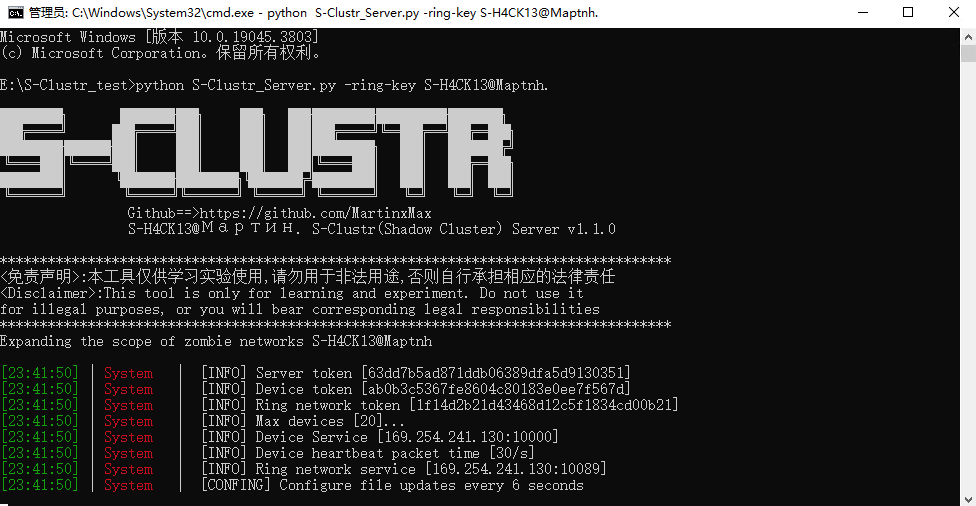 管理员: C:\Windows\System32\cmd.exe - python  S-Clustr_Server.py -ring-key S-H4CK13@Maptnh.
Microsoft Windows [版本 10.0.19045.3803]
(c) Microsoft Corporation。保留所有权利。
E:\S-Clustr_test>python S-Clustr_Server.py -ring-key S-H4CK13@Maptnh.
S-CLUSTR
Github==>https://github.com/MartinxMax
S-H4CK13@Мартин. S-Clustr(Shadow Cluster) Server v1.1.0
************************************************************************************
<免责声明>:本工具仅供学习实验使用,请勿用于非法用途,否则自行承担相应的法律责任
<Disclaimer>:This tool is only for learning and experiment. Do not use it
for illegal purposes, or you will bear corresponding legal responsibilities
************************************************************************************
Expanding the scope of zombie networks S-H4CK13@Maptnh
[23:41:50] | System   |  [INFO] Server token [63dd7b5ad871ddb06389dfa5d9130351]
[23:41:50] | System   |  [INFO] Device token [ab0b3c5367fe8604c80183e0ee7f567d]
[23:41:50] | System   |  [INFO] Ring network token [1f14d2b21d43468d12c5f1834cd00b21]
[23:41:50] | System   |  [INFO] Max devices [20]...
[23:41:50] | System   |  [INFO] Device Service [169.254.241.130:10000]
[23:41:50] | System   |  [INFO] Device heartbeat packet time [30/s]
[23:41:50] | System   |  [INFO] Ring network service [169.254.241.130:10089]
[23:41:50] | System   |  [CONFING] Configure file updates every 6 seconds